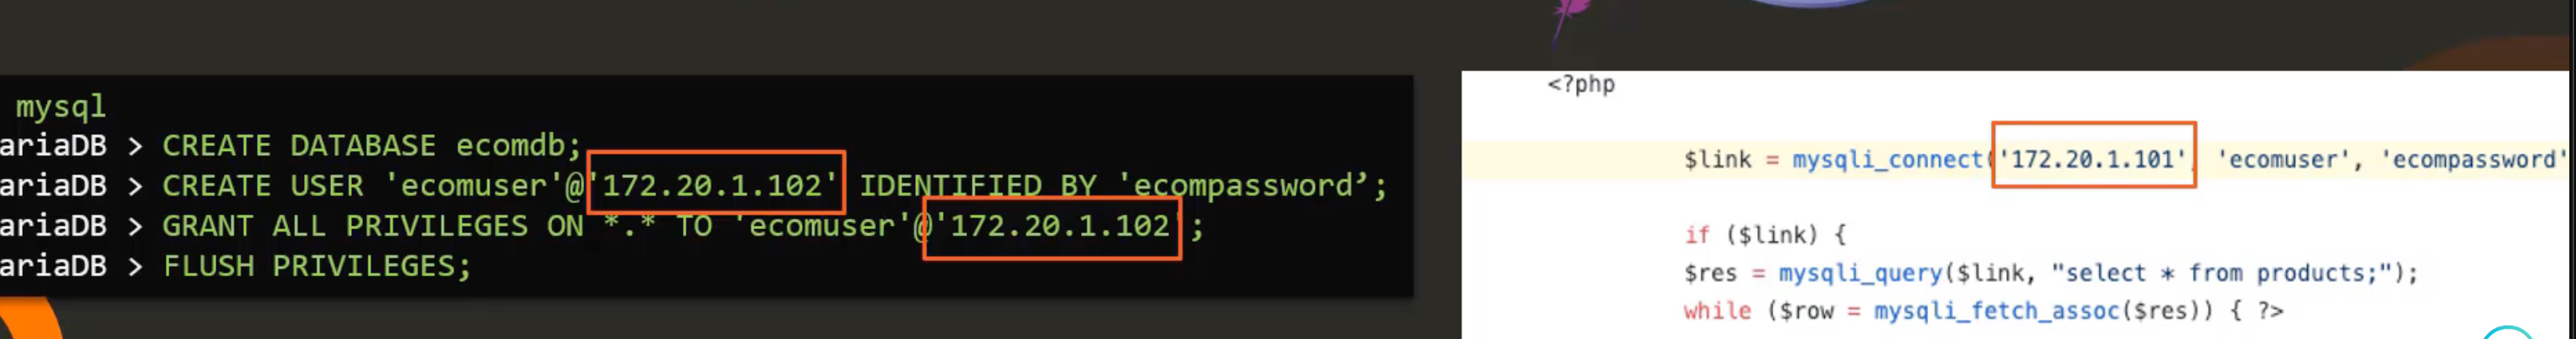 mysql
ariaDB > CREATE DATABASE ecomdb;
ariaDB > CREATE USER 'ecomuser'@'172.20.1.102' IDENTIFIED BY 'ecompassword’;
ariaDB > GRANT ALL PRIVILEGES ON *.* TO 'ecomuser'@'172.20.1.102';
ariaDB > FLUSH PRIVILEGES;
<?php
$link = mysqli_connect('172.20.1.101', 'ecomuser', 'ecompassword'
if ($link) {
$res = mysqli_query($link, "select * from products;");
while ($row = mysqli_fetch_assoc($res)) { ?>